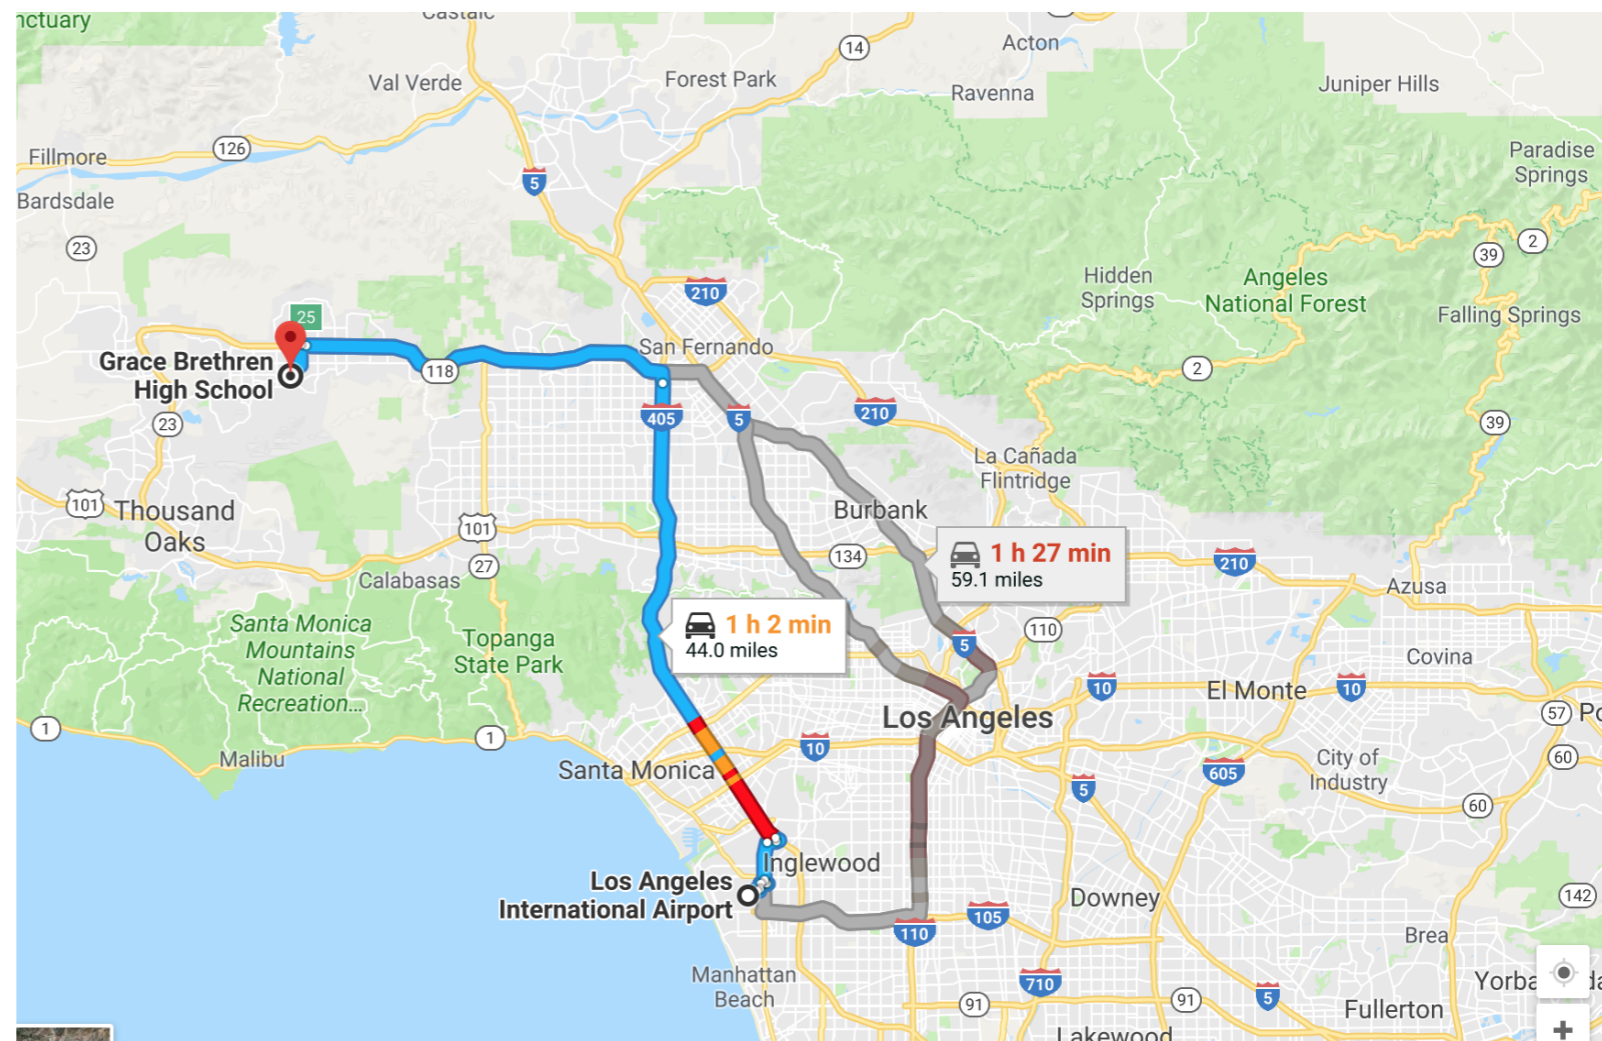 nctuary
Castaic
14
Acton
Val Verde
Forest Park
Ravenna
Juniper Hills
126
Fillmore
Paradise
Springs
5
Bardsdale
23
2
39
Hidden
Springs
Angeles
National Forest
210
25
Falling Springs
San Fernando
Grace Brethren
High School
118
2
405
5
210
23
39
La Cañada
Flintridge
101
Thousand
Oaks
Burbank
101
134
1 h 27 min
59.1 miles
210
27
Calabasas
Azusa
Santa Monica
Mountains
National
Recreation...
Topanga
State Park
1 h 2 min
44.0 miles
110
5
Covina
10
El Monte
10
Los Angeles
57
1
1
Malibu
10
Santa Monica
City of
Industry
60
605
5
60
Inglewood
Los Angeles
International Airport
Downey
142
105
110
Brea
Manhattan
Beach
710
91
91
5
Fullerton
Lakewood
+